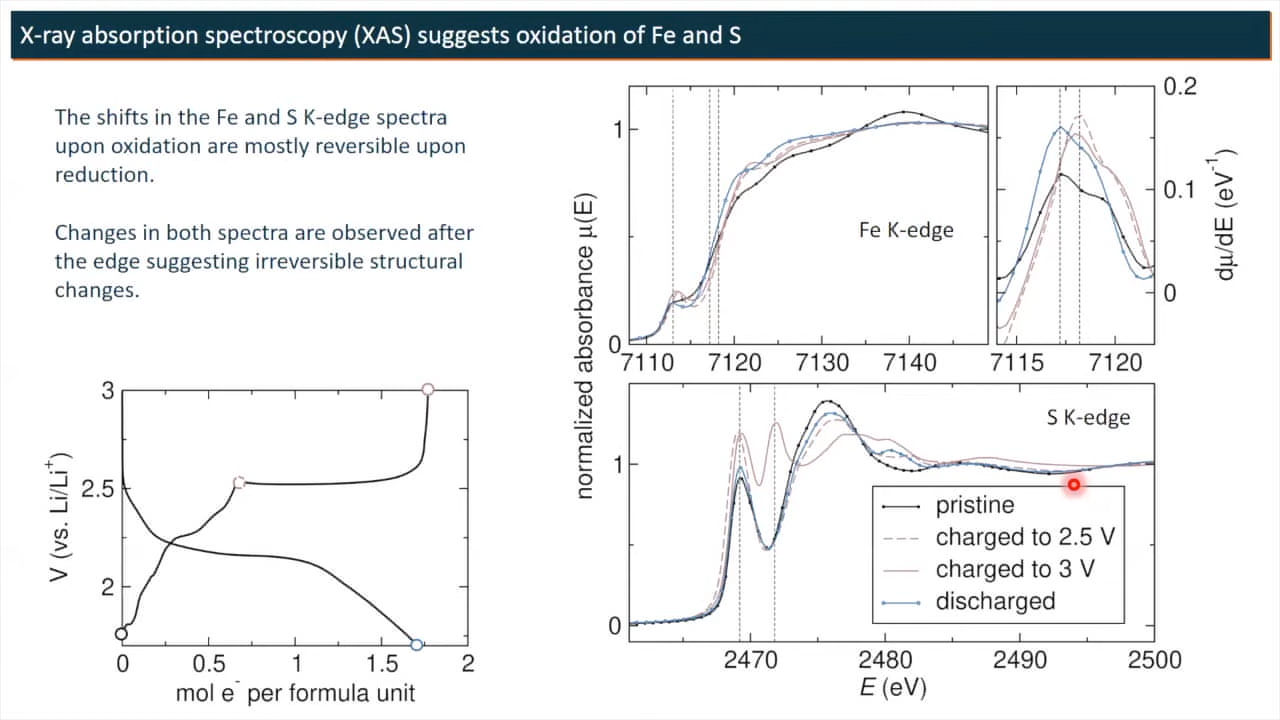 X-ray absorption spectroscopy (XAS) suggests oxidation of Fe and S
The shifts in the Fe and S K-edge spectra
upon oxidation are mostly reversible upon
reduction.
Changes in both spectra are observed after
the edge suggesting irreversible structural
changes.
3
2.5
2
V (vs. Li/Li⁺)
0 0.5 1 1.5 2
mol e⁻ per formula unit
normalized absorbance μ(E)
1
0
Fe K-edge
7110 7120 7130 7140
0.2
0.1
0
dμ/dE (eV⁻¹)
7115 7120
1
0
S K-edge
pristine
charged to 2.5 V
charged to 3 V
discharged
2470 2480 2490 2500
E (eV)